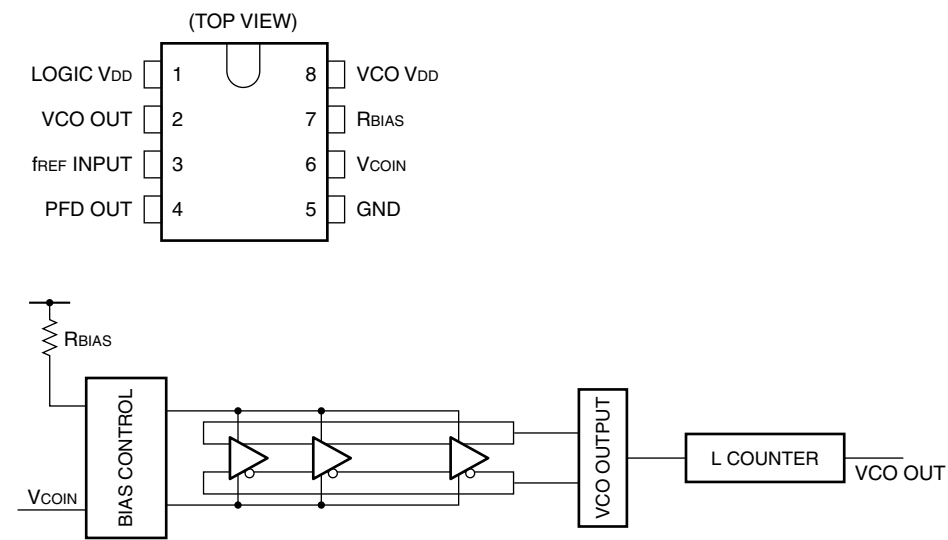 (TOP VIEW)
LOGIC VDD 1 8 VCO VDD
VCO OUT 2 7 RBIAS
fREF INPUT 3 6 VCOIN
PFD OUT 4 5 GND
RBIAS
BIAS CONTROL
VCOIN
VCO OUTPUT
L COUNTER
VCO OUT